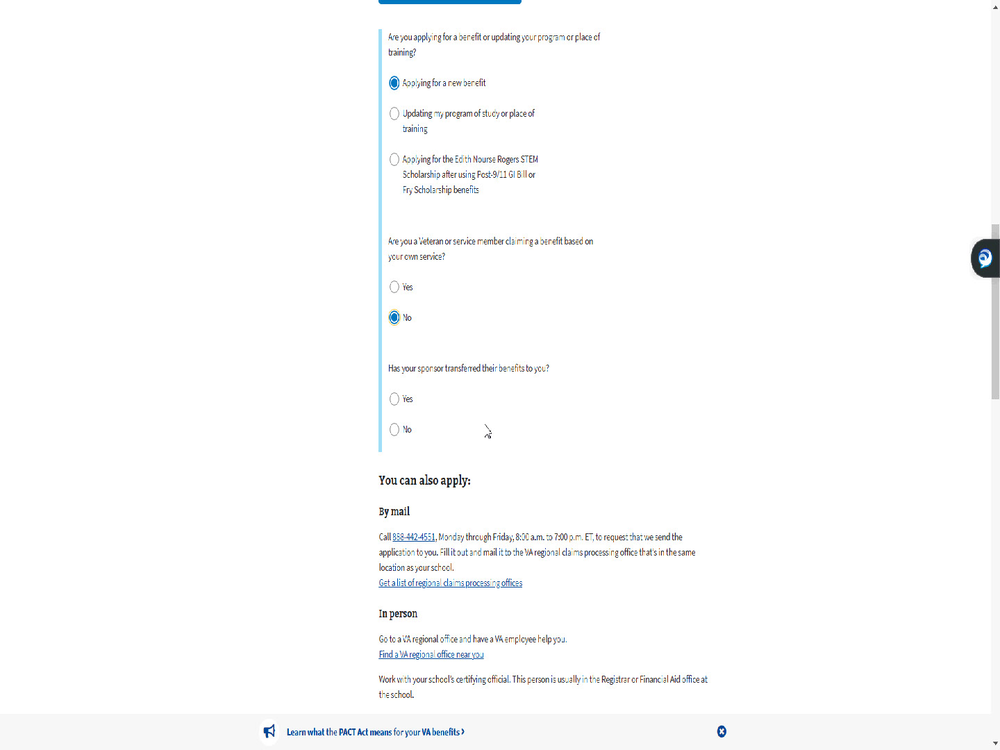 Are you applying for a benefit or updating your program or place of
training?
Applying for a new benefit
Updating my program of study or place of
training
Applying for the Edith Nourse Rogers STEM
Scholarship after using Post-9/11 GI Bill or
Fry Scholarship benefits
Are you a Veteran or service member claiming a benefit based on
your own service?
Yes
No
Has your sponsor transferred their benefits to you?
Yes
No
You can also apply:
By mail
Call 888-442-4551, Monday through Friday, 8:00 a.m. to 7:00 p.m. ET, to request that we send the
application to you. Fill it out and mail it to the VA regional claims processing office that's in the same
location as your school.
Get a list of regional claims processing offices
In person
Go to a VA regional office and have a VA employee help you.
Find a VA regional office near you
Work with your school's certifying official. This person is usually in the Registrar or Financial Aid office at
the school.
Learn what the PACT Act means for your VA benefits